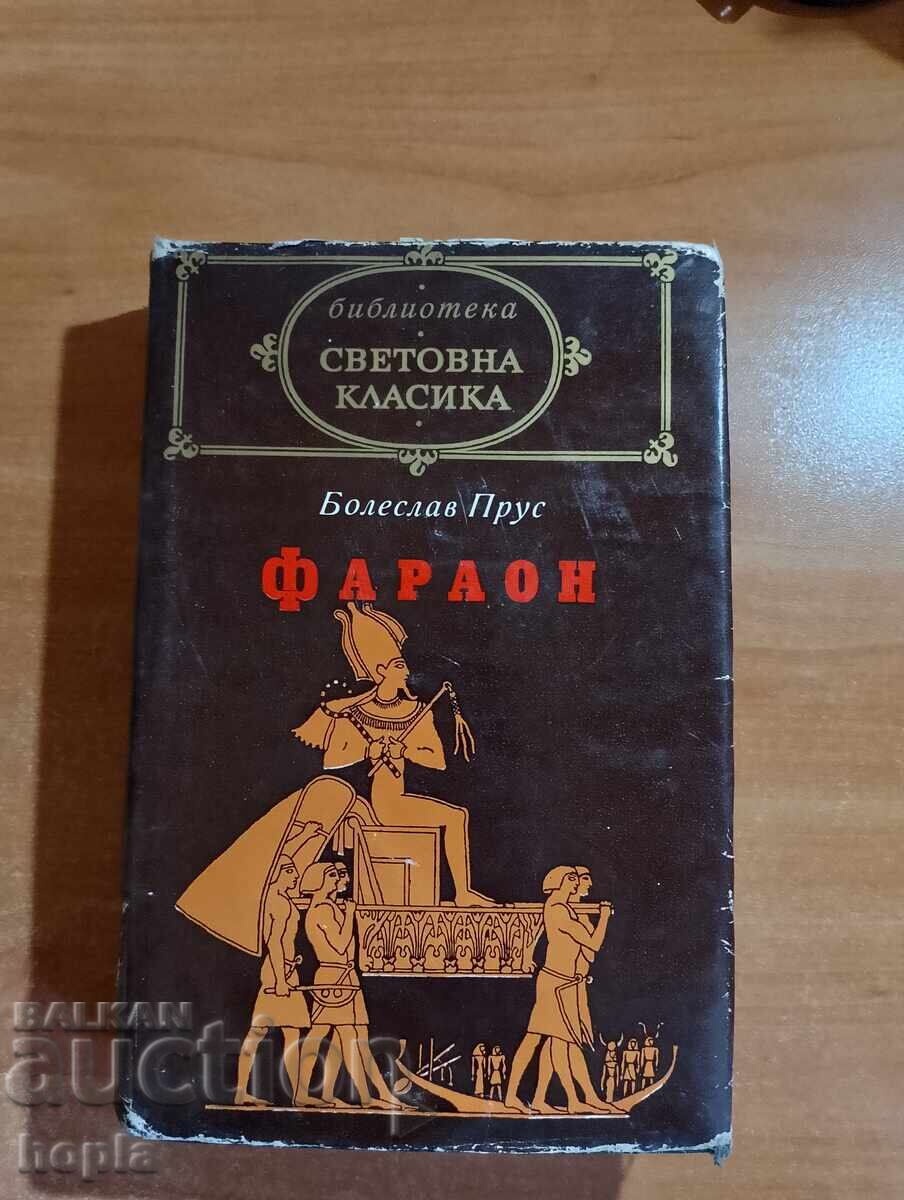 библиотека
СВЕТОВНА
КЛАСИКА
Болеслав Прус
ФАРАОН
BALKAN
auction
hopla